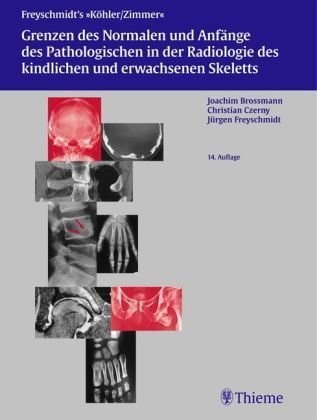 Freyschmidt's »Köhler/Zimmer«
Grenzen des Normalen und Anfänge
des Pathologischen in der Radiologie des
kindlichen und erwachsenen Skeletts
Joachim Brossmann
Christian Czerny
Jürgen Freyschmidt
14. Auflage
Thieme